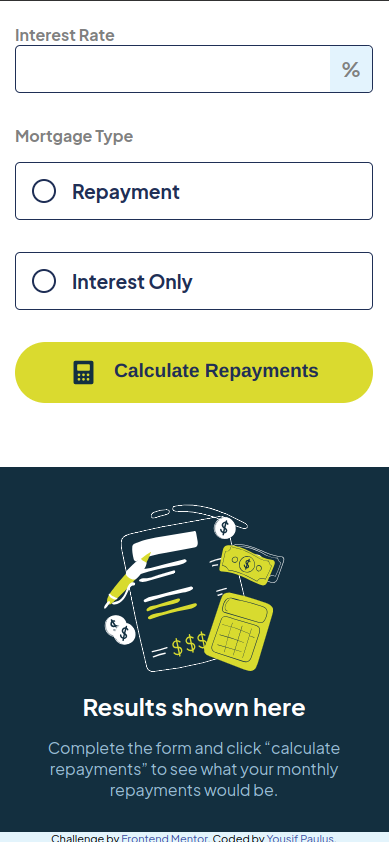 Interest Rate
%
Mortgage Type
Repayment
Interest Only
Calculate Repayments
$
$
$
$
$$$
Results shown here
Complete the form and click “calculate
repayments” to see what your monthly
repayments would be.
Challenge by Frontend Mentor. Coded by Yousif Paulus.